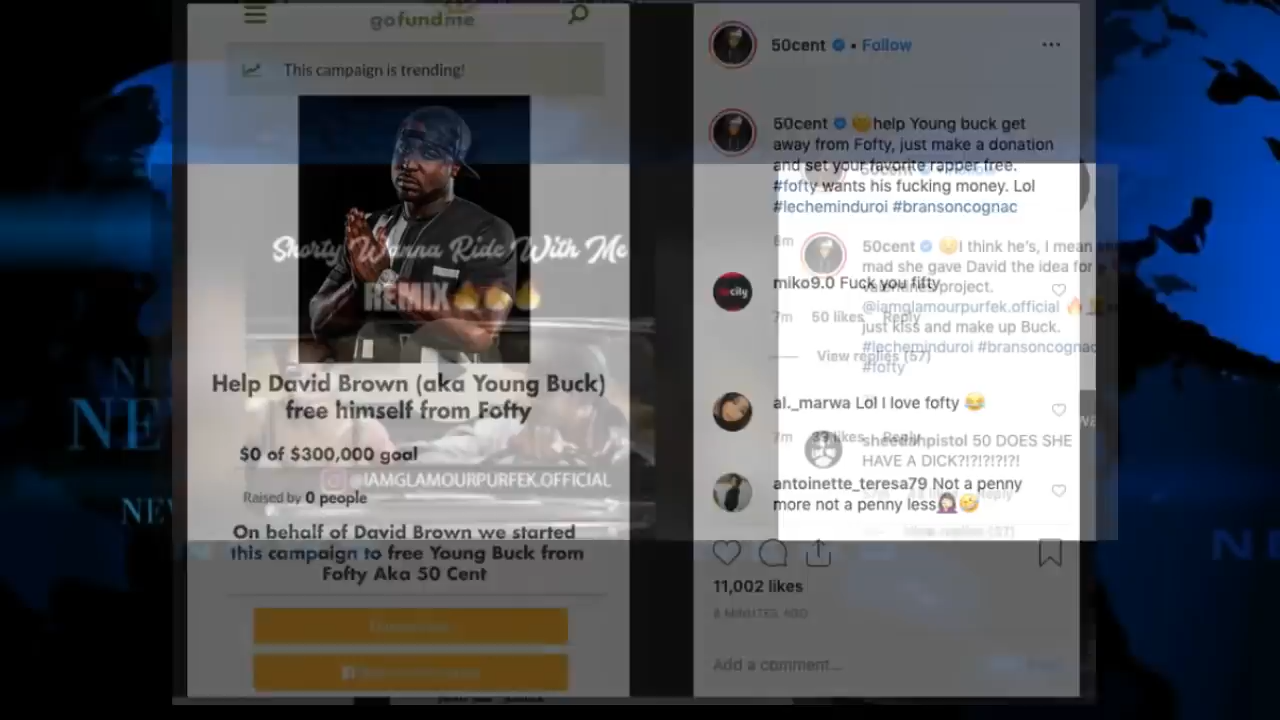 gofundme
This campaign is trending!
Shorty Wanna Ride With Me
REMIX
Help David Brown (aka Young Buck)
free himself from Fofty
$0 of $300,000 goal
@IAMGLAMOURPURFEK.OFFICIAL
Raised by 0 people
On behalf of David Brown we started
this campaign to free Young Buck from
Fofty Aka 50 Cent
50cent • Follow
50cent 😏help Young buck get
away from Fofty, just make a donation
and set your favorite rapper free.
#fofty wants his fucking money. Lol
#lecheminduroi #bransoncognac
8m
miko9.0 Fuck you fifty
7m 50 likes Reply
View replies (57)
al._marwa Lol I love fofty 😂
7m 33 likes Reply
antoinette_teresa79 Not a penny
more not a penny less🤦🏻‍♀️🤣
11,002 likes
8 MINUTES AGO
Add a comment...
50cent I think he's, I mean
mad she gave David the idea for
project.
@iamglamourpurfek.official 🔥
just kiss and make up Buck.
#lecheminduroi #bransoncognac
#fofty
50 DOES SHE
HAVE A DICK?!?!?!?!?!
NE
NEW